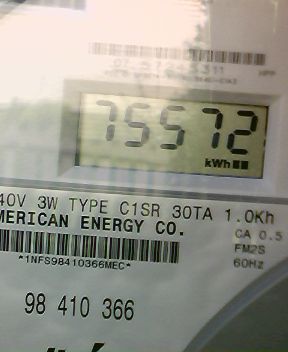 75572
kWh
40V 3W TYPE C1SR 30TA 1.0Kh
MERICAN ENERGY CO.
CA 0.5
FM2S
60Hz
*1NFS98410366MEC*
98 410 366